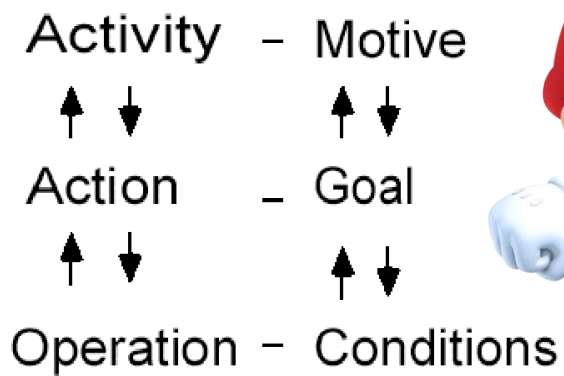 Activity – Motive
Action – Goal
Operation – Conditions